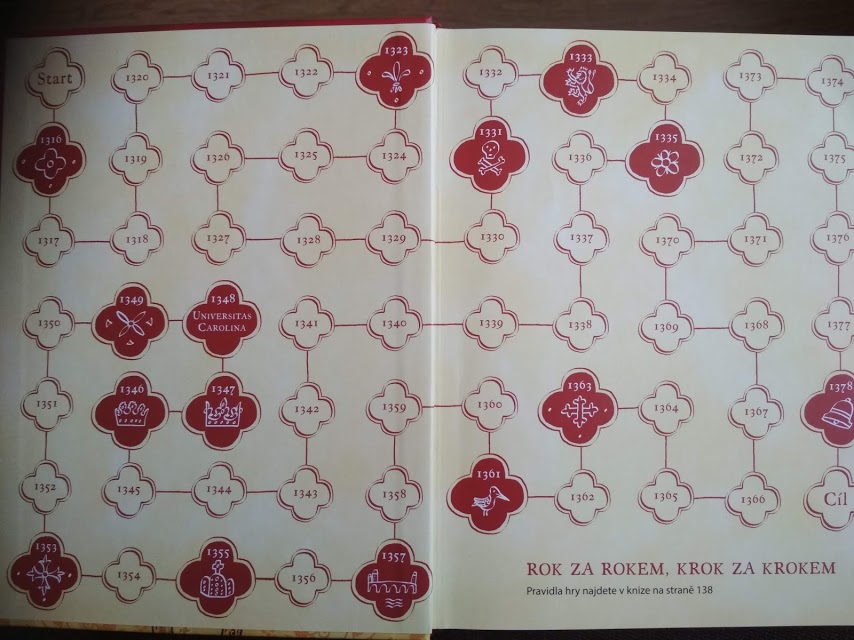 Start 1320 1321 1322 1323
1316 1319 1326 1325 1324
1317 1318 1327 1328 1329
1350 1349 1348 1341 1340
UNIVERSITAS
CAROLINA
1351 1346 1347 1342 1359
1352 1345 1344 1343 1358
1353 1354 1355 1356 1357
1332 1333 1334 1373 1374
1331 1336 1335 1372 1375
1330 1337 1370 1371 1376
1339 1338 1369 1368 1377
1360 1363 1364 1367 1378
1361 1362 1365 1366 Cíl
ROK ZA ROKEM, KROK ZA KROKEM
Pravidla hry najdete v knize na straně 138